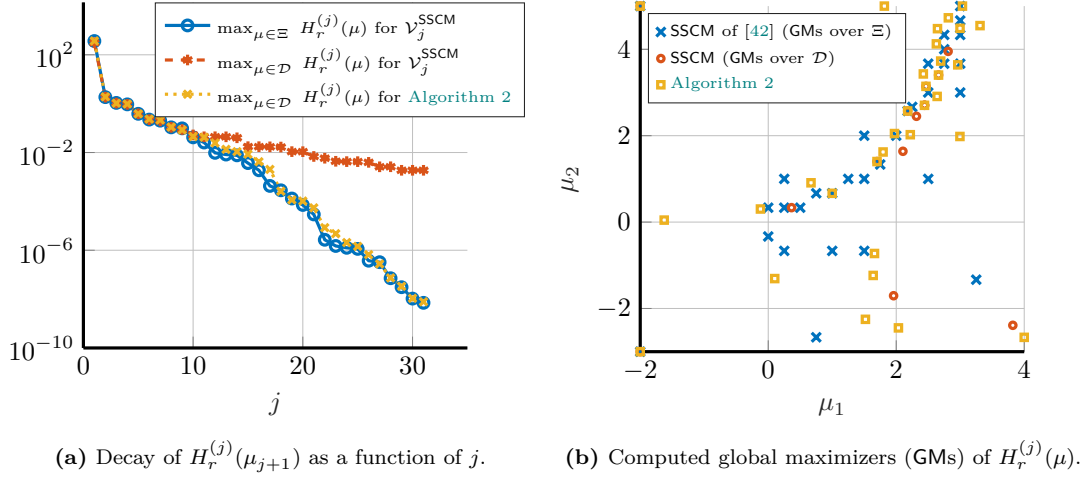 max_{μ∈Ξ} H_r^{(j)}(μ) for 𝒱_j^{SSCM}
max_{μ∈𝒟} H_r^{(j)}(μ) for 𝒱_j^{SSCM}
max_{μ∈𝒟} H_r^{(j)}(μ) for Algorithm 2
10^2
10^{−2}
10^{−6}
10^{−10}
0 10 20 30
j
(a) Decay of H_r^{(j)}(μ_{j+1}) as a function of j.
SSCM of [42] (GMs over Ξ)
SSCM (GMs over 𝒟)
Algorithm 2
4
2
0
−2
μ_2
−2 0 2 4
μ_1
(b) Computed global maximizers (GMs) of H_r^{(j)}(μ).